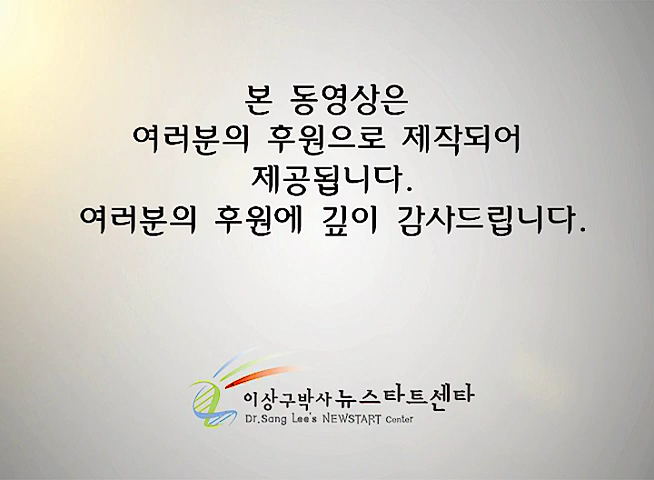 본 동영상은
여러분의 후원으로 제작되어
제공됩니다.
여러분의 후원에 깊이 감사드립니다.
이상구박사 뉴스타트센타
Dr.Sang Lee's NEWSTART Center